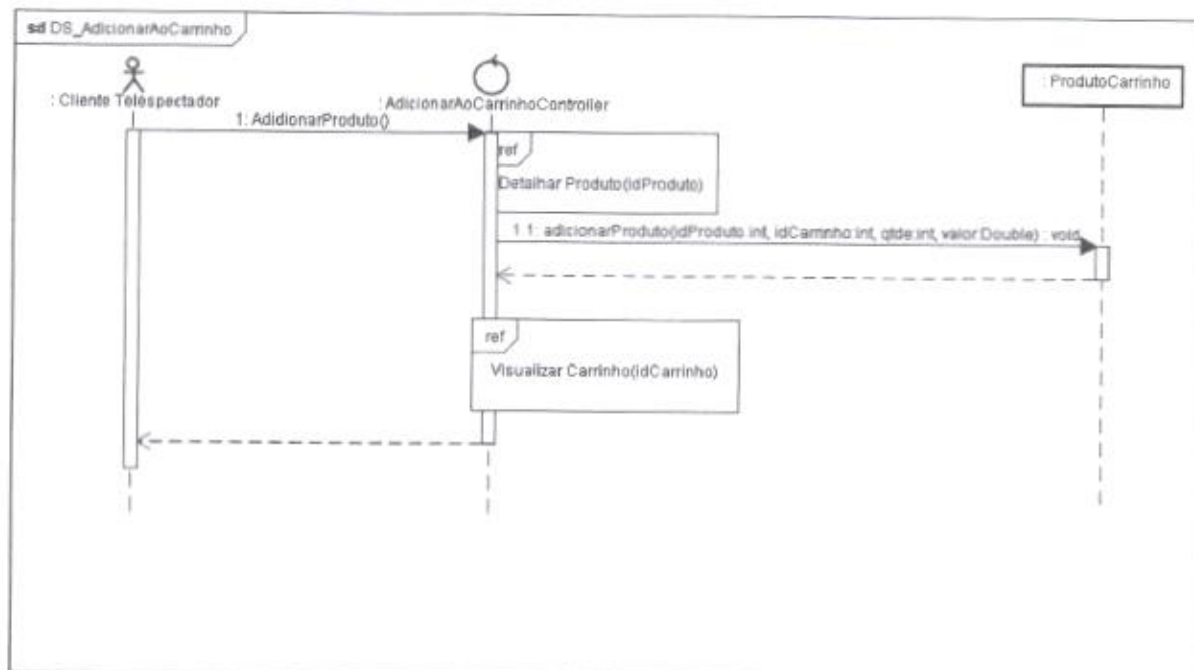 sd DS_AdicionarAoCarrinho
: Cliente Telespectador
: AdicionarAoCarrinhoController
: ProdutoCarrinho
1: AdidionarProduto()
ref
Detalhar Produto(idProduto)
1.1: adicionarProduto(idProduto:int, idCarrinho:int, qtde:int, valor:Double) : void
ref
Visualizar Carrinho(idCarrinho)